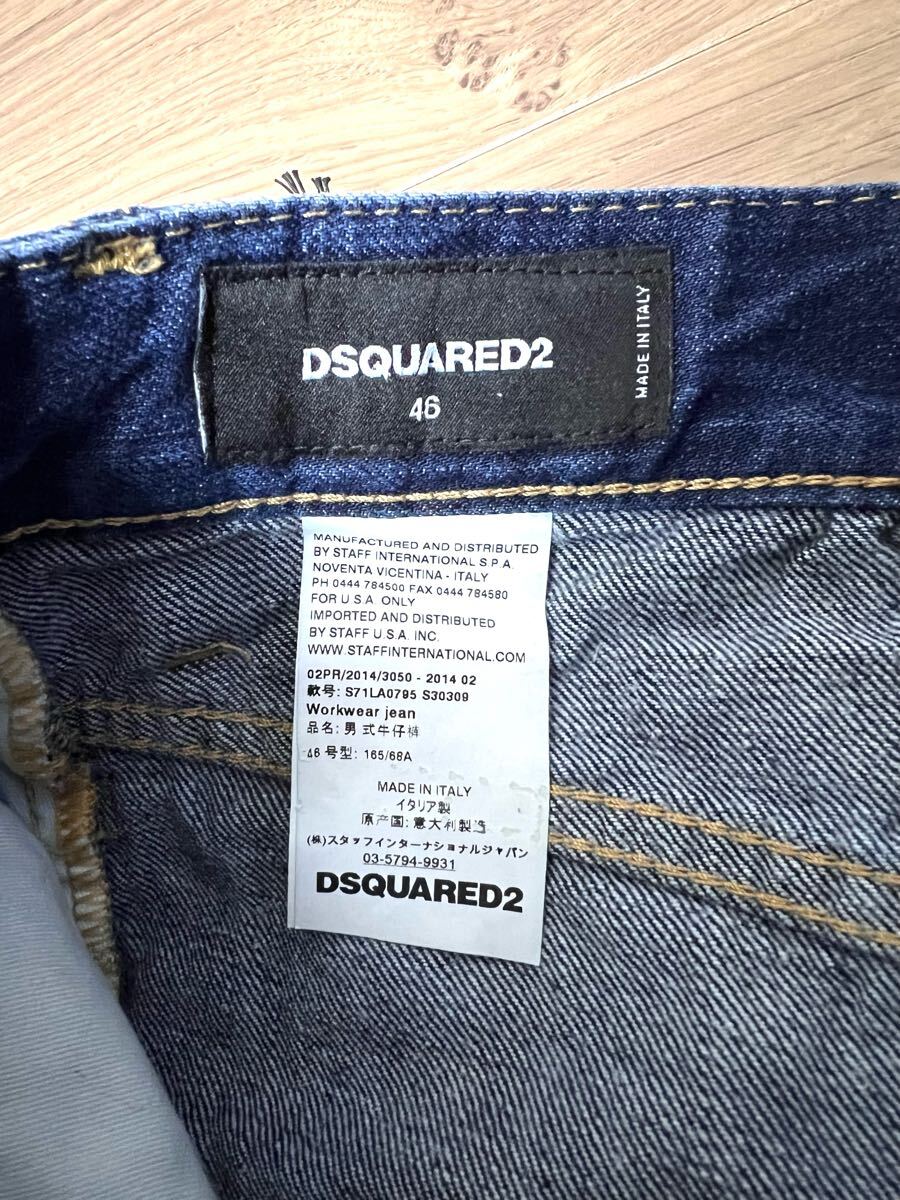 DSQUARED2
46
MADE IN ITALY
MANUFACTURED AND DISTRIBUTED
BY STAFF INTERNATIONAL S.P.A.
NOVENTA VICENTINA - ITALY
PH 0444 784500 FAX 0444 784580
FOR U.S.A. ONLY
IMPORTED AND DISTRIBUTED
BY STAFF U.S.A. INC.
WWW.STAFFINTERNATIONAL.COM
02PR/2014/3050 - 2014 02
款号: S71LA0795 S30309
Workwear jean
品名: 男式牛仔裤
46 号型: 165/68A
MADE IN ITALY
イタリア製
原产国: 意大利製造
(株)スタッフインターナショナルジャパン
03-5794-9931
DSQUARED2